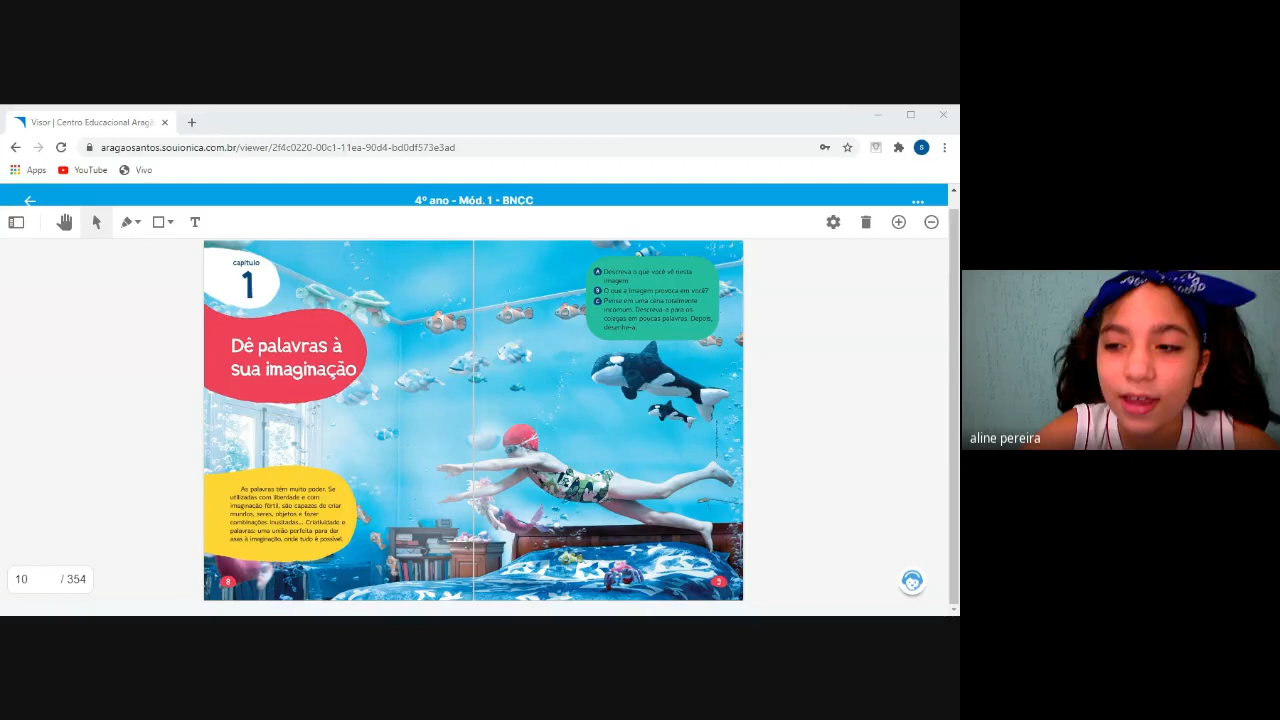 Visor | Centro Educacional Aragã
aragaosantos.souionica.com.br/viewer/2f4c0220-00c1-11ea-90d4-bd0df573e3ad
Apps YouTube Vivo
4º ano - Mód. 1 - BNCC
T
capítulo
1
Dê palavras à
sua imaginação
As palavras têm muito poder. Se
utilizadas com liberdade e com
imaginação fértil, são capazes de criar
mundos, seres, objetos e fazer
combinações inusitadas... Criatividade e
palavras: uma união perfeita para dar
asas à imaginação, onde tudo é possível.
8
A Descreva o que você vê nesta
imagem.
B O que a imagem provoca em você?
C Pense em uma cena totalmente
incomum. Descreva-a para os
colegas em poucas palavras. Depois,
desenhe-a.
9
10 / 354
aline pereira